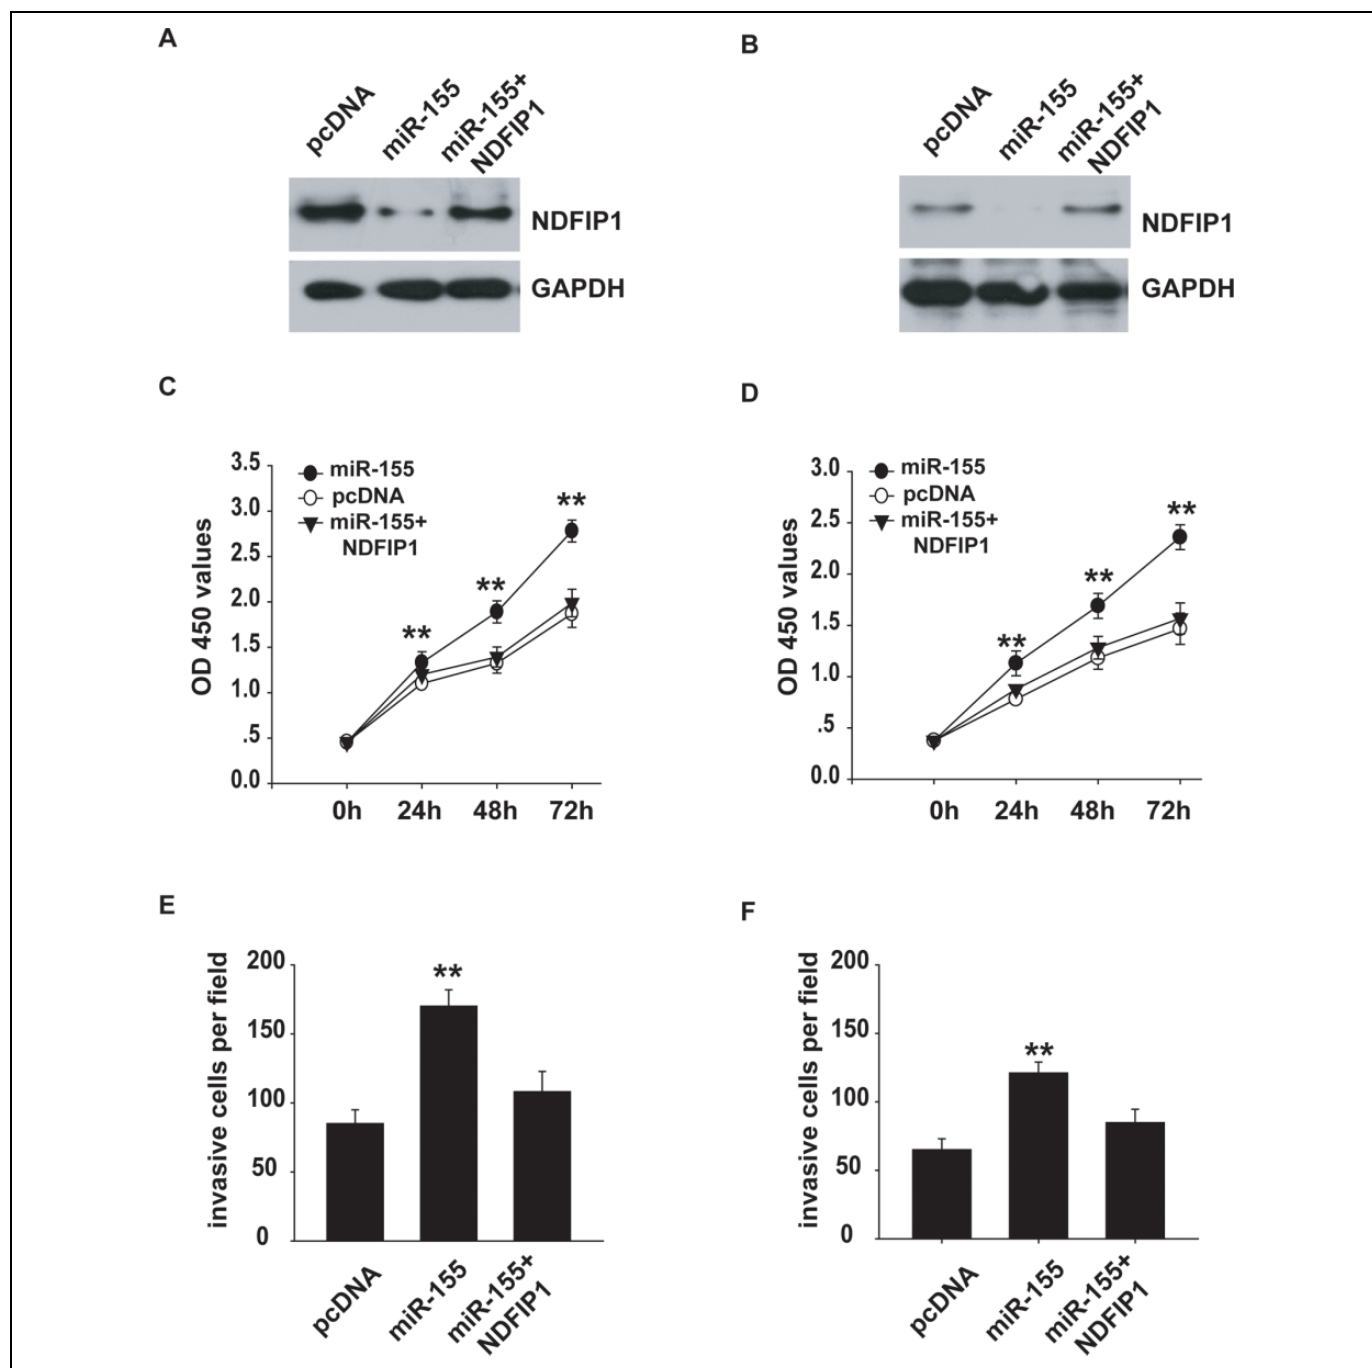 A
pcDNA
miR-155
miR-155+
NDFIP1
NDFIP1
GAPDH
B
pcDNA
miR-155
miR-155+
NDFIP1
NDFIP1
GAPDH
C
OD 450 values
3.5
3.0
2.5
2.0
1.5
1.0
.5
0.0
miR-155
pcDNA
miR-155+
NDFIP1
**
**
**
0h 24h 48h 72h
D
OD 450 values
3.0
2.5
2.0
1.5
1.0
.5
0.0
miR-155
pcDNA
miR-155+
NDFIP1
**
**
**
0h 24h 48h 72h
E
invasive cells per field
200
150
100
50
0
**
pcDNA
miR-155
miR-155+
NDFIP1
F
invasive cells per field
200
150
100
50
0
**
pcDNA
miR-155
miR-155+
NDFIP1